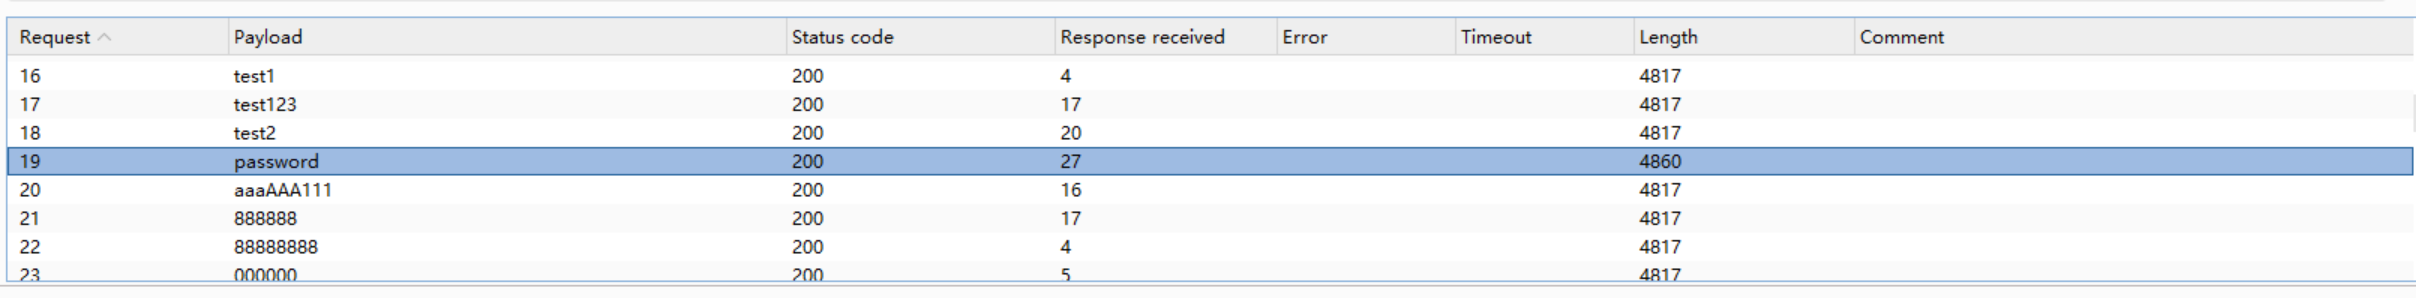 Request Payload Status code Response received Error Timeout Length Comment
16 test1 200 4 4817
17 test123 200 17 4817
18 test2 200 20 4817
19 password 200 27 4860
20 aaaAAA111 200 16 4817
21 888888 200 17 4817
22 88888888 200 4 4817
23 000000 200 5 4817